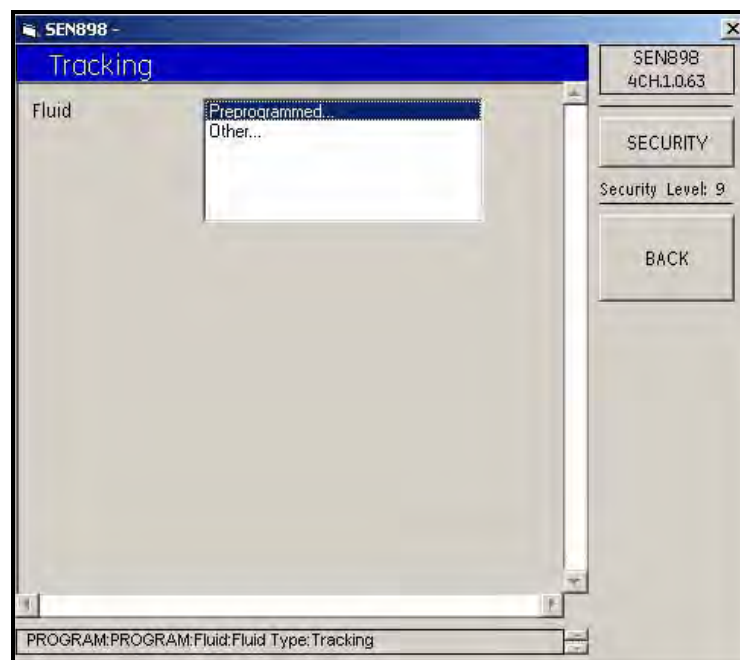 SEN898 -
Tracking
Fluid
Preprogrammed...
Other...
SEN898
4CH.1.0.63
SECURITY
Security Level: 9
BACK
PROGRAM:PROGRAM:Fluid:Fluid Type:Tracking